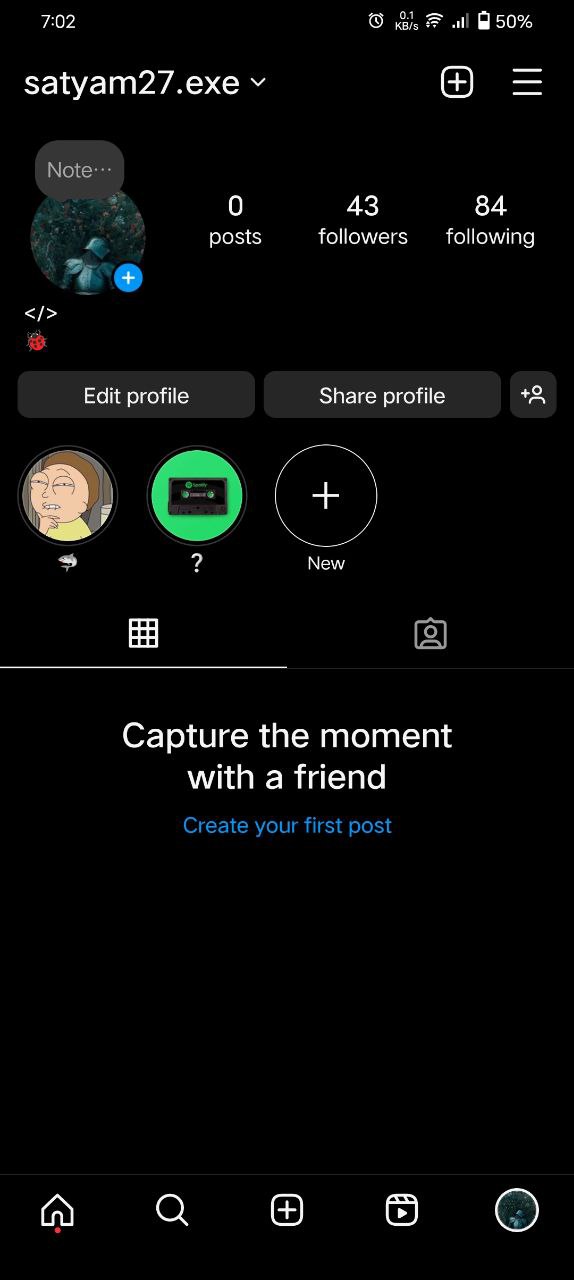 7:02
0.1
KB/s
50%
satyam27.exe
Note...
0
posts
43
followers
84
following
</>
Edit profile
Share profile
Spotify
?
New
Capture the moment
with a friend
Create your first post